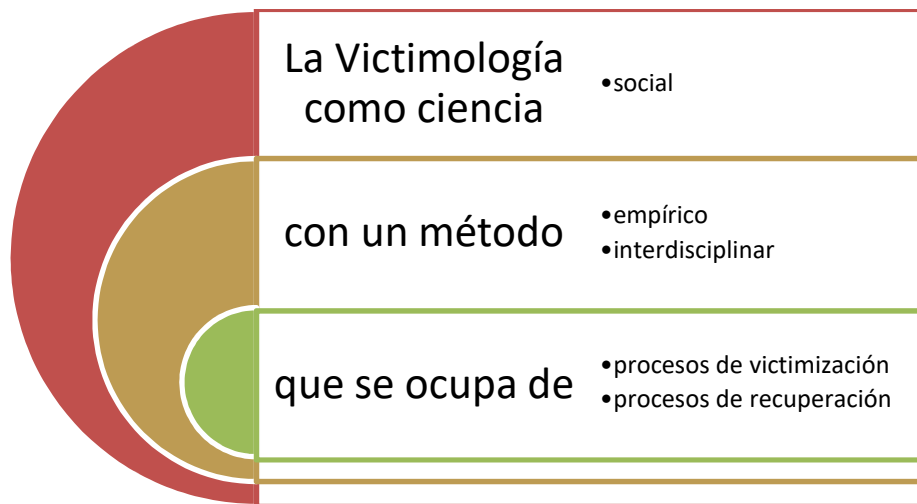 La Victimología
como ciencia
•social
con un método
•empírico
•interdisciplinar
que se ocupa de
•procesos de victimización
•procesos de recuperación